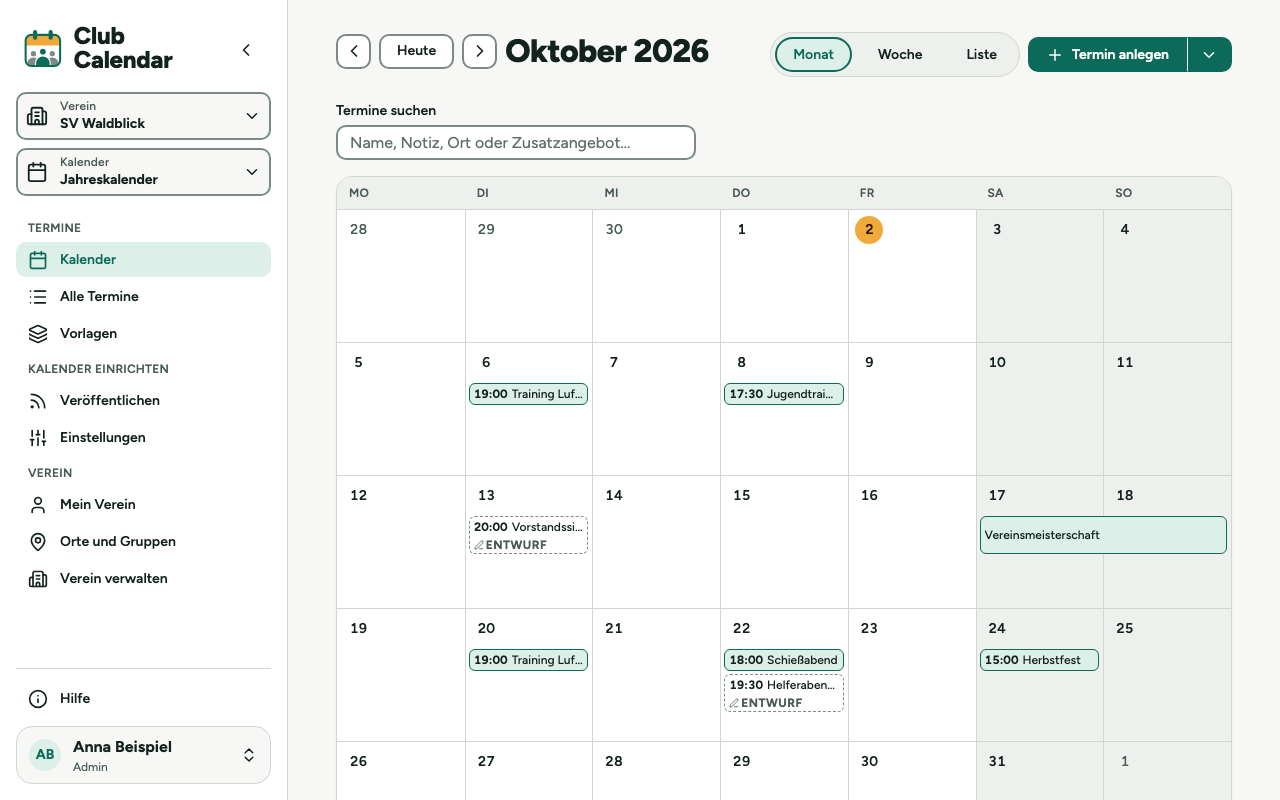 Club
Calendar
Verein
SV Waldblick
Kalender
Jahreskalender
TERMINE
Kalender
Alle Termine
Vorlagen
KALENDER EINRICHTEN
Veröffentlichen
Einstellungen
VEREIN
Mein Verein
Orte und Gruppen
Verein verwalten
Hilfe
AB
Anna Beispiel
Admin
Heute
Oktober 2026
Monat
Woche
Liste
Termin anlegen
Termine suchen
Name, Notiz, Ort oder Zusatzangebot...
MO DI MI DO FR SA SO
28 29 30 1 2 3 4
5 6 7 8 9 10 11
19:00 Training Luf...
17:30 Jugendtrai...
12 13 14 15 16 17 18
20:00 Vorstandssi...
ENTWURF
Vereinsmeisterschaft
19 20 21 22 23 24 25
19:00 Training Luf...
18:00 Schießabend
19:30 Helferaben...
ENTWURF
15:00 Herbstfest
26 27 28 29 30 31 1